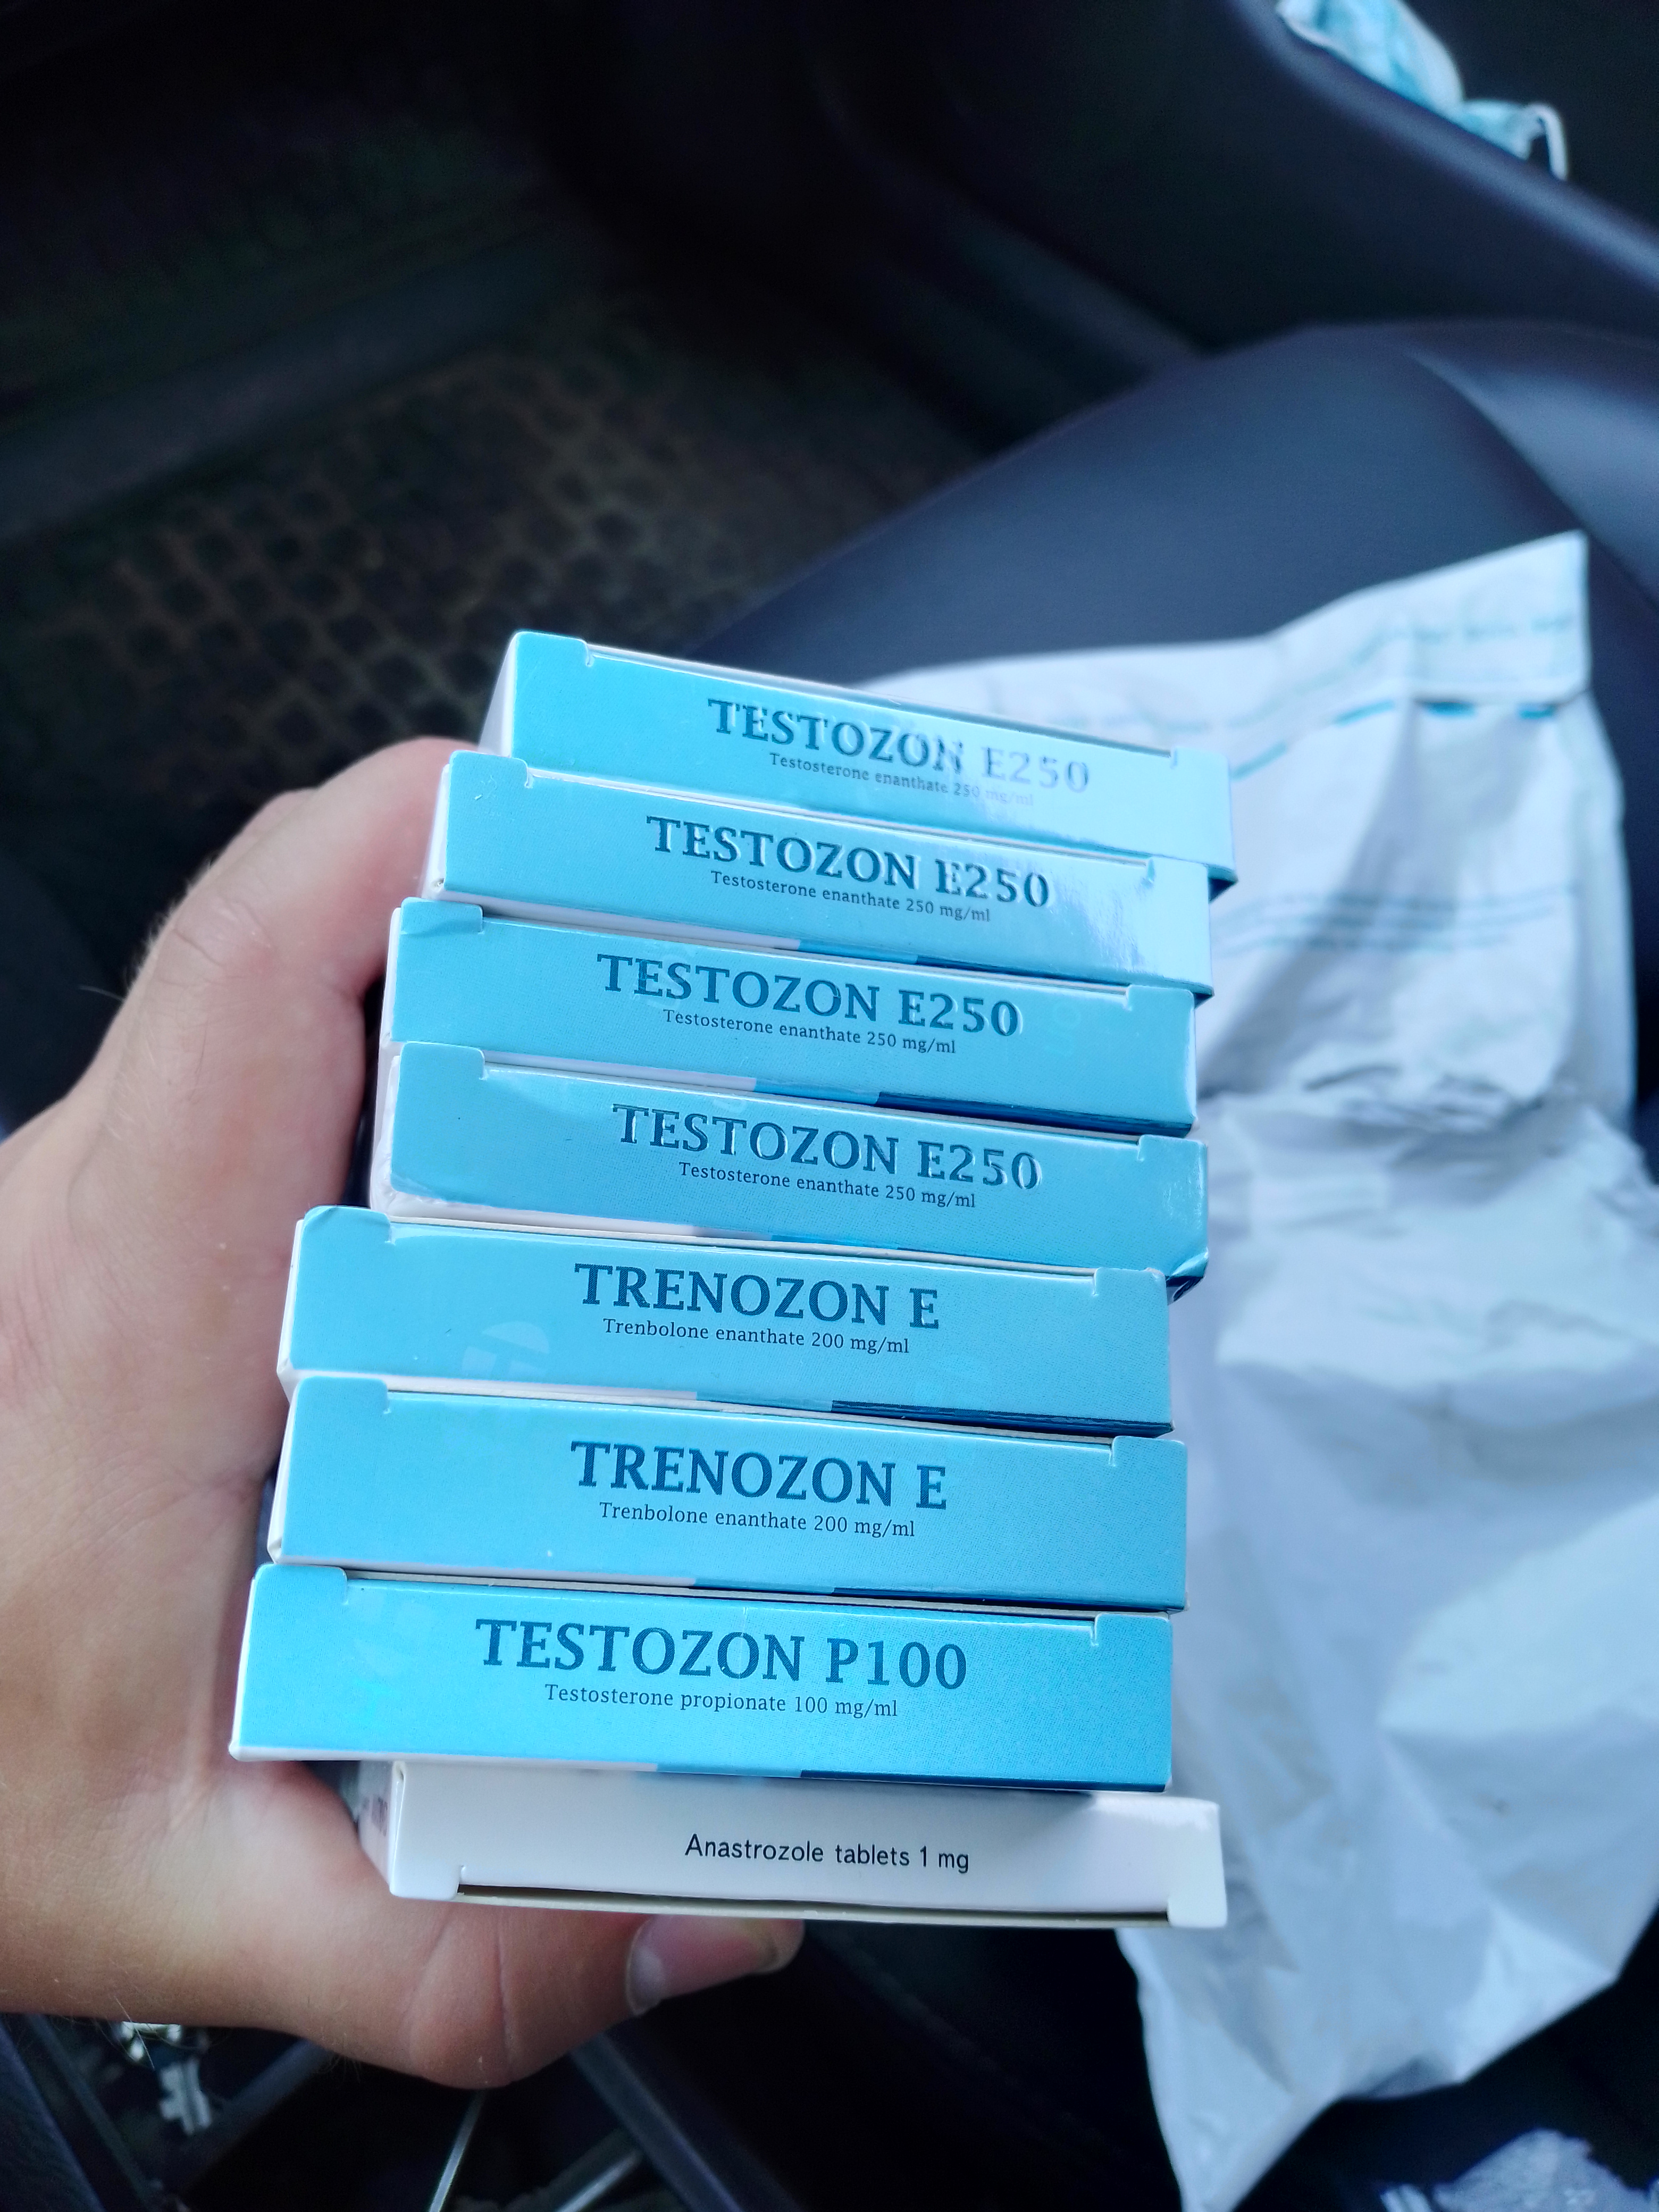 TESTOZON E250
Testosterone enanthate 250 mg/ml
TESTOZON E250
Testosterone enanthate 250 mg/ml
TESTOZON E250
Testosterone enanthate 250 mg/ml
TESTOZON E250
Testosterone enanthate 250 mg/ml
TRENOZON E
Trenbolone enanthate 200 mg/ml
TRENOZON E
Trenbolone enanthate 200 mg/ml
TESTOZON P100
Testosterone propionate 100 mg/ml
Anastrozole tablets 1 mg